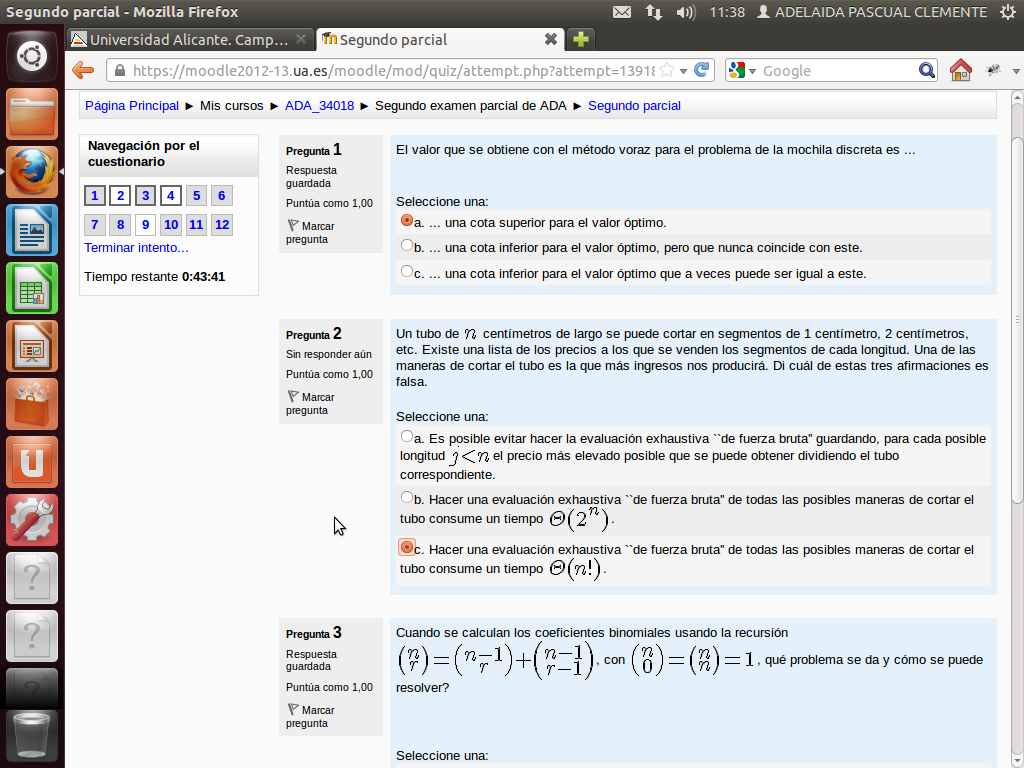 Segundo parcial - Mozilla Firefox
11:38 ADELAIDA PASCUAL CLEMENTE
Universidad Alicante. Camp...
Segundo parcial
https://moodle2012-13.ua.es/moodle/mod/quiz/attempt.php?attempt=13918
Google
Página Principal ► Mis cursos ► ADA_34018 ► Segundo examen parcial de ADA ► Segundo parcial
Navegación por el
cuestionario
1 2 3 4 5 6
7 8 9 10 11 12
Terminar intento...
Tiempo restante 0:43:41
Pregunta 1
Respuesta
guardada
Puntúa como 1,00
Marcar
pregunta
El valor que se obtiene con el método voraz para el problema de la mochila discreta es ...
Seleccione una:
a. ... una cota superior para el valor óptimo.
b. ... una cota inferior para el valor óptimo, pero que nunca coincide con este.
c. ... una cota inferior para el valor óptimo que a veces puede ser igual a este.
Pregunta 2
Sin responder aún
Puntúa como 1,00
Marcar
pregunta
Un tubo de n centímetros de largo se puede cortar en segmentos de 1 centímetro, 2 centímetros,
etc. Existe una lista de los precios a los que se venden los segmentos de cada longitud. Una de las
maneras de cortar el tubo es la que más ingresos nos producirá. Di cuál de estas tres afirmaciones es
falsa.
Seleccione una:
a. Es posible evitar hacer la evaluación exhaustiva ``de fuerza bruta'' guardando, para cada posible
longitud j<n el precio más elevado posible que se puede obtener dividiendo el tubo
correspondiente.
b. Hacer una evaluación exhaustiva ``de fuerza bruta'' de todas las posibles maneras de cortar el
tubo consume un tiempo Θ(2^n).
c. Hacer una evaluación exhaustiva ``de fuerza bruta'' de todas las posibles maneras de cortar el
tubo consume un tiempo Θ(n!).
Pregunta 3
Respuesta
guardada
Puntúa como 1,00
Marcar
pregunta
Cuando se calculan los coeficientes binomiales usando la recursión
(n r)=(n-1 r)+(n-1 r-1), con (n 0)=(n n)=1, qué problema se da y cómo se puede
resolver?
Seleccione una: